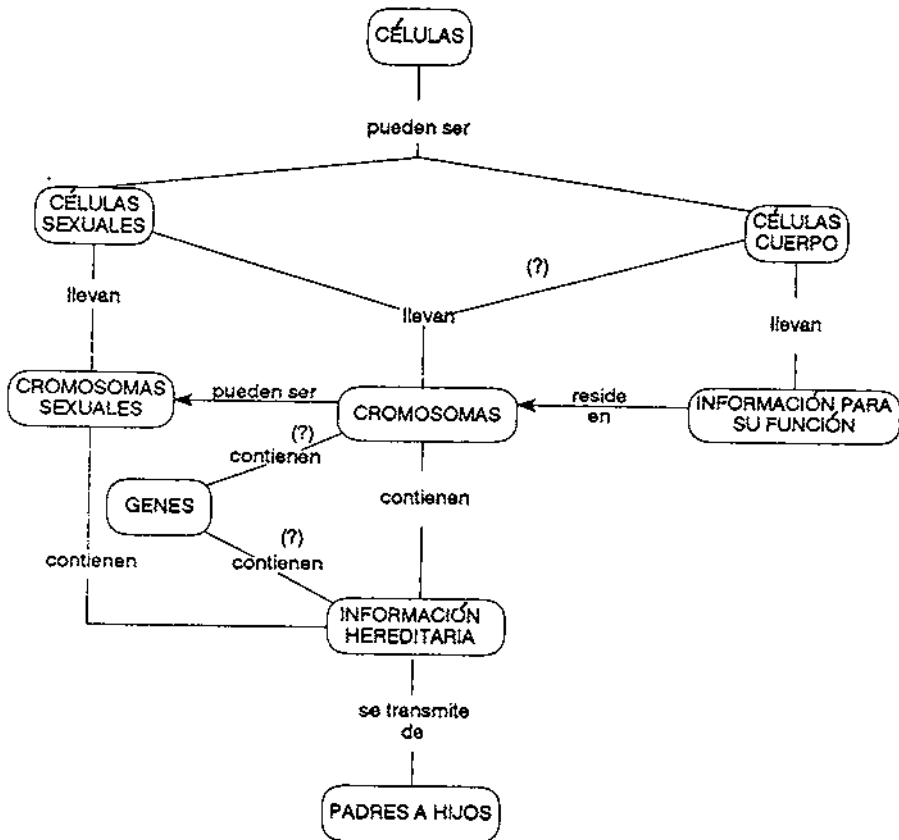 CÉLULAS
pueden ser
CÉLULAS
SEXUALES
CÉLULAS
CUERPO
(?)
llevan
llevan
llevan
CROMOSOMAS
SEXUALES
pueden ser
CROMOSOMAS
reside
en
INFORMACIÓN PARA
SU FUNCIÓN
(?)
contienen
GENES
contienen
(?)
contienen
contienen
INFORMACIÓN
HEREDITARIA
se transmite
de
PADRES A HIJOS